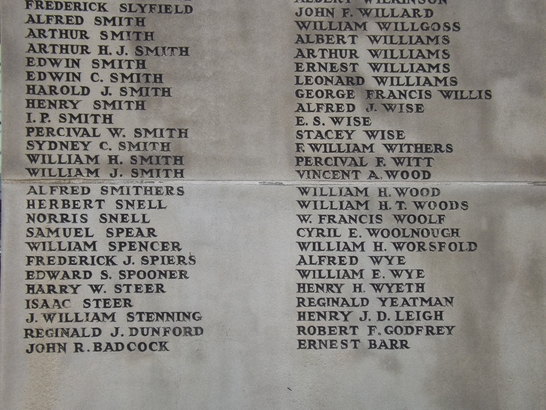 FREDERICK SLYFIELD
ALFRED SMITH
ARTHUR SMITH
ARTHUR H. J. SMITH
EDWIN SMITH
EDWIN C. SMITH
HAROLD J. SMITH
HENRY SMITH
I. P. SMITH
PERCIVAL W. SMITH
SYDNEY C. SMITH
WILLIAM H. SMITH
WILLIAM J. SMITH
ALFRED SMITHERS
HERBERT SNELL
NORRIS SNELL
SAMUEL SPEAR
WILLIAM SPENCER
FREDERICK J. SPIERS
EDWARD S. SPOONER
HARRY W. STEER
ISAAC STEER
J. WILLIAM STENNING
REGINALD J. DUNFORD
JOHN R. BADCOCK
ALBERT WILKINSON
JOHN F. WILLARD
WILLIAM WILLGOSS
ALBERT WILLIAMS
ARTHUR WILLIAMS
ERNEST WILLIAMS
LEONARD WILLIAMS
GEORGE FRANCIS WILLIS
ALFRED J. WISE
E. S. WISE
STACEY WISE
F. WILLIAM WITHERS
PERCIVAL F. WITT
VINCENT A. WOOD
WILLIAM H. WOOD
WILLIAM H. T. WOODS
W. FRANCIS WOOLF
CYRIL E. WOOLNOUGH
WILLIAM H. WORSFOLD
ALFRED WYE
WILLIAM E. WYE
HENRY H. WYETH
REGINALD YEATMAN
HENRY J. D. LEIGH
ROBERT F. GODFREY
ERNEST BARR